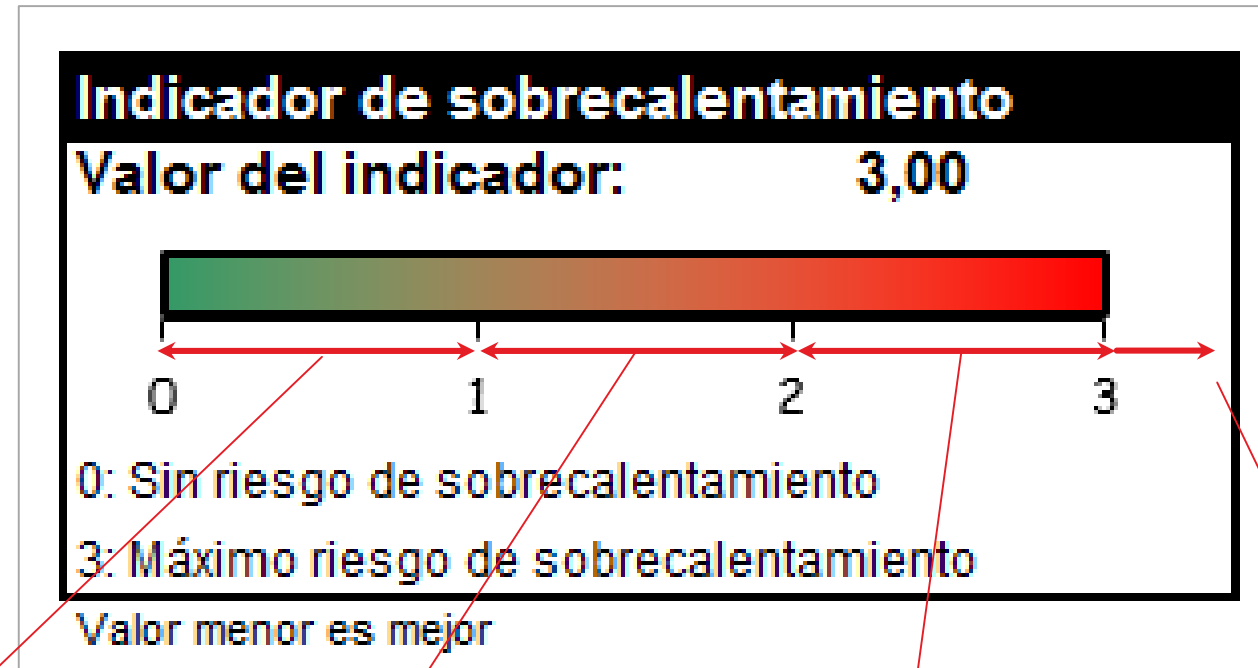 Indicador de sobrecalentamiento
Valor del indicador: 3,00
0 1 2 3
0: Sin riesgo de sobrecalentamiento
3: Máximo riesgo de sobrecalentamiento
Valor menor es mejor